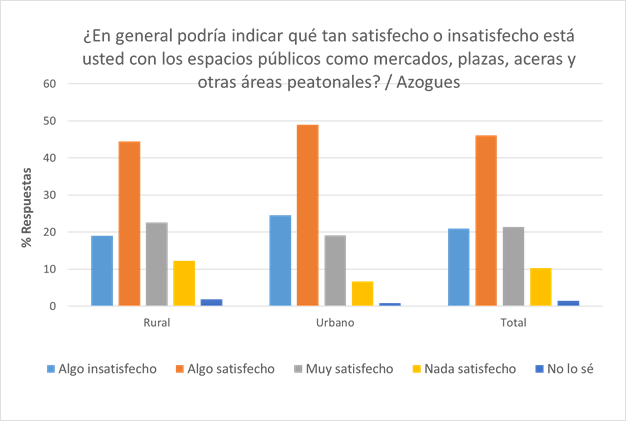 ¿En general podría indicar qué tan satisfecho o insatisfecho está
usted con los espacios públicos como mercados, plazas, aceras y
otras áreas peatonales? / Azogues
60
50
40
30
20
10
0
% Respuestas
Rural Urbano Total
Algo insatisfecho Algo satisfecho Muy satisfecho Nada satisfecho No lo sé